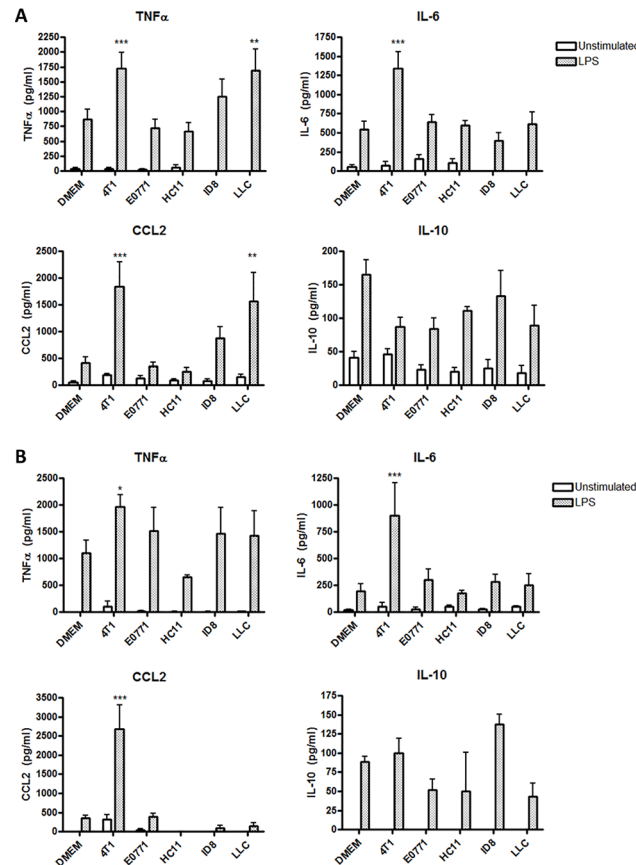 A
TNFα
TNFα (pg/ml)
2250
2000
1750
1500
1250
1000
750
500
250
0
***
**
DMEM
4T1
E0771
HC11
ID8
LLC
IL-6
IL-6 (pg/ml)
1750
1500
1250
1000
750
500
250
0
***
DMEM
4T1
E0771
HC11
ID8
LLC
Unstimulated
LPS
CCL2
CCL2 (pg/ml)
2500
2000
1500
1000
500
0
***
**
DMEM
4T1
E0771
HC11
ID8
LLC
IL-10
IL-10 (pg/ml)
200
150
100
50
0
DMEM
4T1
E0771
HC11
ID8
LLC
B
TNFα
TNFα (pg/ml)
2500
2000
1500
1000
500
0
*
DMEM
4T1
E0771
HC11
ID8
LLC
IL-6
IL-6 (pg/ml)
1250
1000
750
500
250
0
***
DMEM
4T1
E0771
HC11
ID8
LLC
Unstimulated
LPS
CCL2
CCL2 (pg/ml)
3500
3000
2500
2000
1500
1000
500
0
***
DMEM
4T1
E0771
HC11
ID8
LLC
IL-10
IL-10 (pg/ml)
175
150
125
100
75
50
25
0
DMEM
4T1
E0771
HC11
ID8
LLC